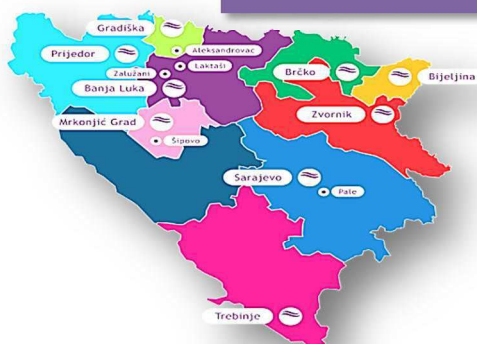 Gradiška
Aleksandrovac
Prijedor
Laktaši
Zalužani
Banja Luka
Brčko
Bijeljina
Mrkonjić Grad
Zvornik
Šipovo
Sarajevo
Pale
Trebinje